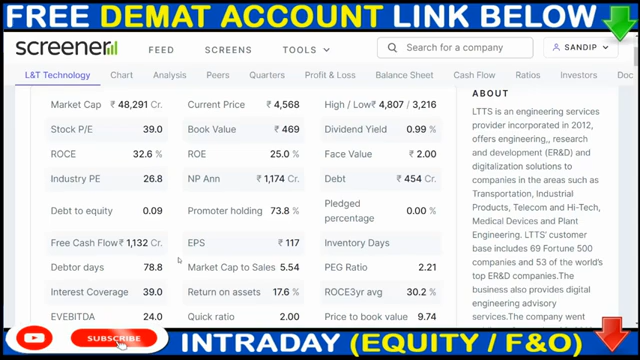 FREE DEMAT ACCOUNT LINK BELOW
screener
FEED
SCREENS
TOOLS
Search for a company
SANDIP
L&T Technology
Chart
Analysis
Peers
Quarters
Profit & Loss
Balance Sheet
Cash Flow
Ratios
Investors
Doc
Market Cap ₹ 48,291 Cr.
Current Price ₹ 4,568
High / Low ₹ 4,807 / 3,216
Stock P/E 39.0
Book Value ₹ 469
Dividend Yield 0.99 %
ROCE 32.6 %
ROE 25.0 %
Face Value ₹ 2.00
Industry PE 26.8
NP Ann ₹ 1,174 Cr.
Debt ₹ 454 Cr.
Debt to equity 0.09
Promoter holding 73.8 %
Pledged
percentage 0.00 %
Free Cash Flow ₹ 1,132 Cr.
EPS ₹ 117
Inventory Days
Debtor days 78.8
Market Cap to Sales 5.54
PEG Ratio 2.21
Interest Coverage 39.0
Return on assets 17.6 %
ROCE3yr avg 30.2 %
EVEBITDA 24.0
Quick ratio 2.00
Price to book value 9.74
ABOUT
LTTS is an engineering services
provider incorporated in 2012,
offers engineering,, research
and development (ER&D) and
digitalization solutions to
companies in the areas such as
Transportation, Industrial
Products, Telecom and Hi-Tech,
Medical Devices and Plant
Engineering. LTTS' customer
base includes 69 Fortune 500
companies and 53 of the world's
top ER&D companies.The
business also provides digital
engineering advisory
services.The company went
SUBSCRIBE
INTRADAY (EQUITY / F&O)